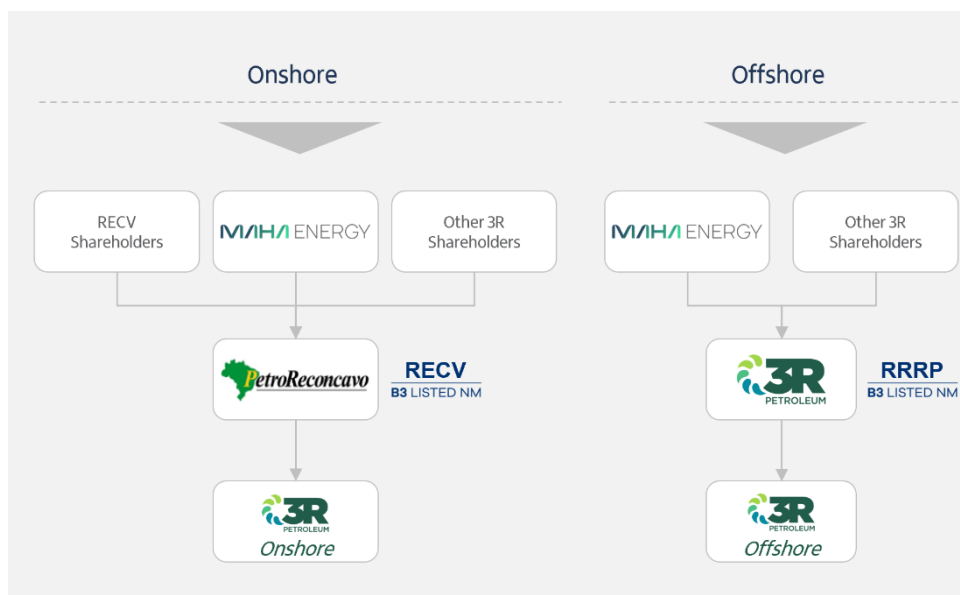 Onshore
Offshore
RECV
Shareholders
MAHA ENERGY
Other 3R
Shareholders
MAHA ENERGY
Other 3R
Shareholders
PetroReconcavo
RECV
B3 LISTED NM
3R
PETROLEUM
RRRP
B3 LISTED NM
3R
PETROLEUM
Onshore
3R
PETROLEUM
Offshore